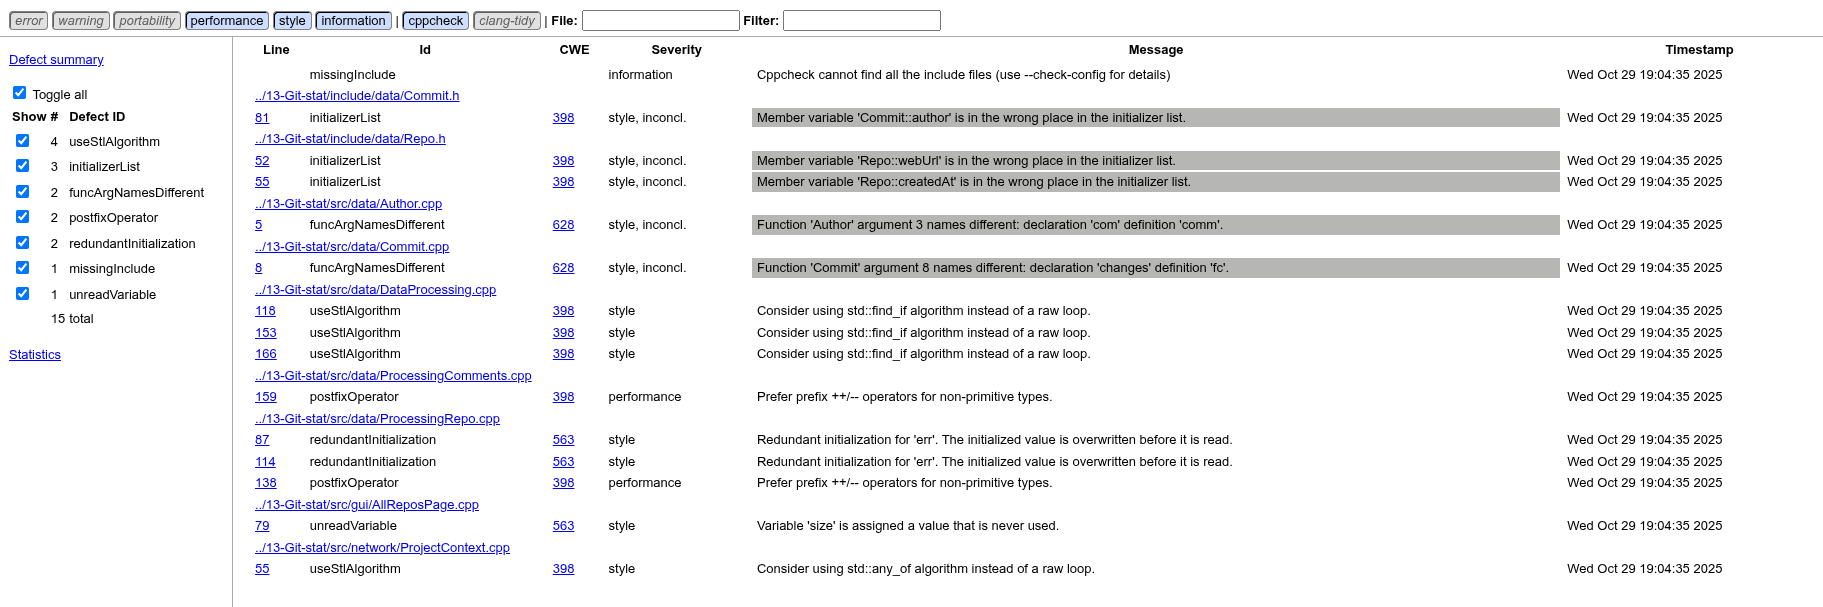 error warning portability performance style information | cppcheck clang-tidy | File: Filter:
Defect summary
Toggle all
Show # Defect ID
4 useStlAlgorithm
3 initializerList
2 funcArgNamesDifferent
2 postfixOperator
2 redundantInitialization
1 missingInclude
1 unreadVariable
15 total
Statistics
Line Id CWE Severity Message Timestamp
missingInclude information Cppcheck cannot find all the include files (use --check-config for details) Wed Oct 29 19:04:35 2025
../13-Git-stat/include/data/Commit.h
81 initializerList 398 style, inconcl. Member variable 'Commit::author' is in the wrong place in the initializer list. Wed Oct 29 19:04:35 2025
../13-Git-stat/include/data/Repo.h
52 initializerList 398 style, inconcl. Member variable 'Repo::webUrl' is in the wrong place in the initializer list. Wed Oct 29 19:04:35 2025
55 initializerList 398 style, inconcl. Member variable 'Repo::createdAt' is in the wrong place in the initializer list. Wed Oct 29 19:04:35 2025
../13-Git-stat/src/data/Author.cpp
5 funcArgNamesDifferent 628 style, inconcl. Function 'Author' argument 3 names different: declaration 'com' definition 'comm'. Wed Oct 29 19:04:35 2025
../13-Git-stat/src/data/Commit.cpp
8 funcArgNamesDifferent 628 style, inconcl. Function 'Commit' argument 8 names different: declaration 'changes' definition 'fc'. Wed Oct 29 19:04:35 2025
../13-Git-stat/src/data/DataProcessing.cpp
118 useStlAlgorithm 398 style Consider using std::find_if algorithm instead of a raw loop. Wed Oct 29 19:04:35 2025
153 useStlAlgorithm 398 style Consider using std::find_if algorithm instead of a raw loop. Wed Oct 29 19:04:35 2025
166 useStlAlgorithm 398 style Consider using std::find_if algorithm instead of a raw loop. Wed Oct 29 19:04:35 2025
../13-Git-stat/src/data/ProcessingComments.cpp
159 postfixOperator 398 performance Prefer prefix ++/-- operators for non-primitive types. Wed Oct 29 19:04:35 2025
../13-Git-stat/src/data/ProcessingRepo.cpp
87 redundantInitialization 563 style Redundant initialization for 'err'. The initialized value is overwritten before it is read. Wed Oct 29 19:04:35 2025
114 redundantInitialization 563 style Redundant initialization for 'err'. The initialized value is overwritten before it is read. Wed Oct 29 19:04:35 2025
138 postfixOperator 398 performance Prefer prefix ++/-- operators for non-primitive types. Wed Oct 29 19:04:35 2025
../13-Git-stat/src/gui/AllReposPage.cpp
79 unreadVariable 563 style Variable 'size' is assigned a value that is never used. Wed Oct 29 19:04:35 2025
../13-Git-stat/src/network/ProjectContext.cpp
55 useStlAlgorithm 398 style Consider using std::any_of algorithm instead of a raw loop. Wed Oct 29 19:04:35 2025